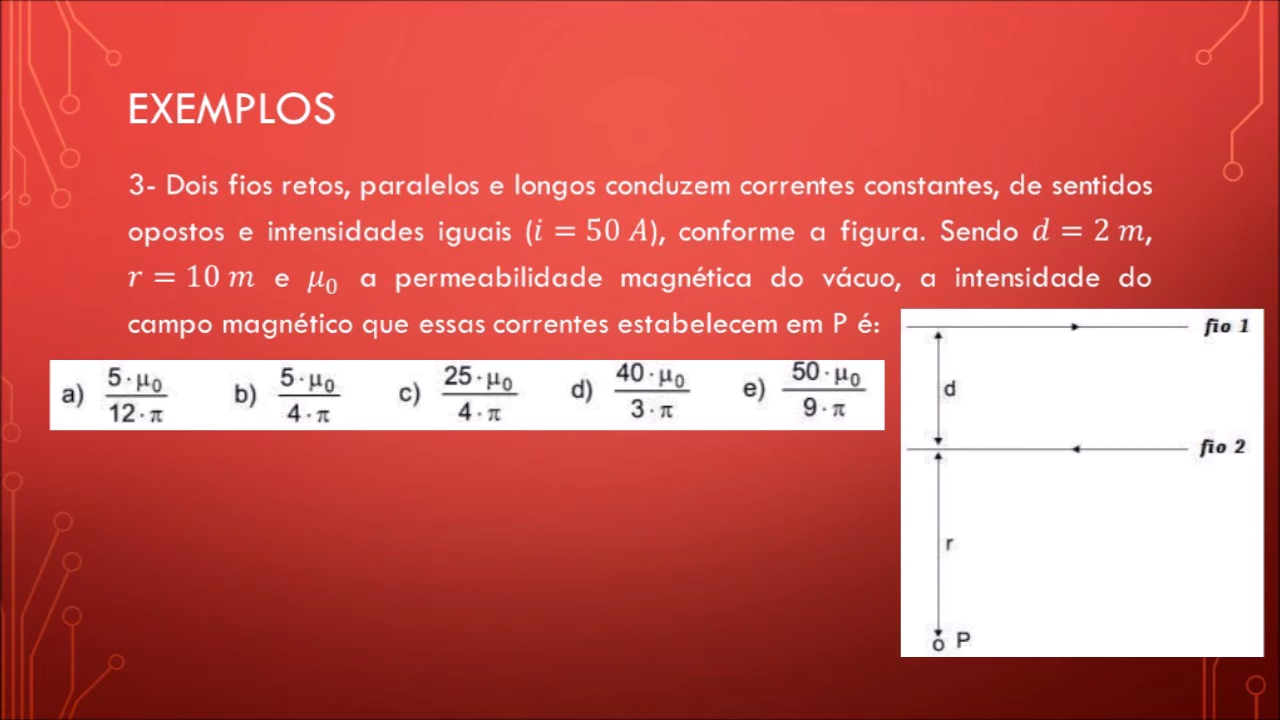 EXEMPLOS
3- Dois fios retos, paralelos e longos conduzem correntes constantes, de sentidos
opostos e intensidades iguais (i = 50 A), conforme a figura. Sendo d = 2 m,
r = 10 m e μ₀ a permeabilidade magnética do vácuo, a intensidade do
campo magnético que essas correntes estabelecem em P é:
a) 5·μ₀/12·π b) 5·μ₀/4·π c) 25·μ₀/4·π d) 40·μ₀/3·π e) 50·μ₀/9·π
fio 1
d
fio 2
r
P